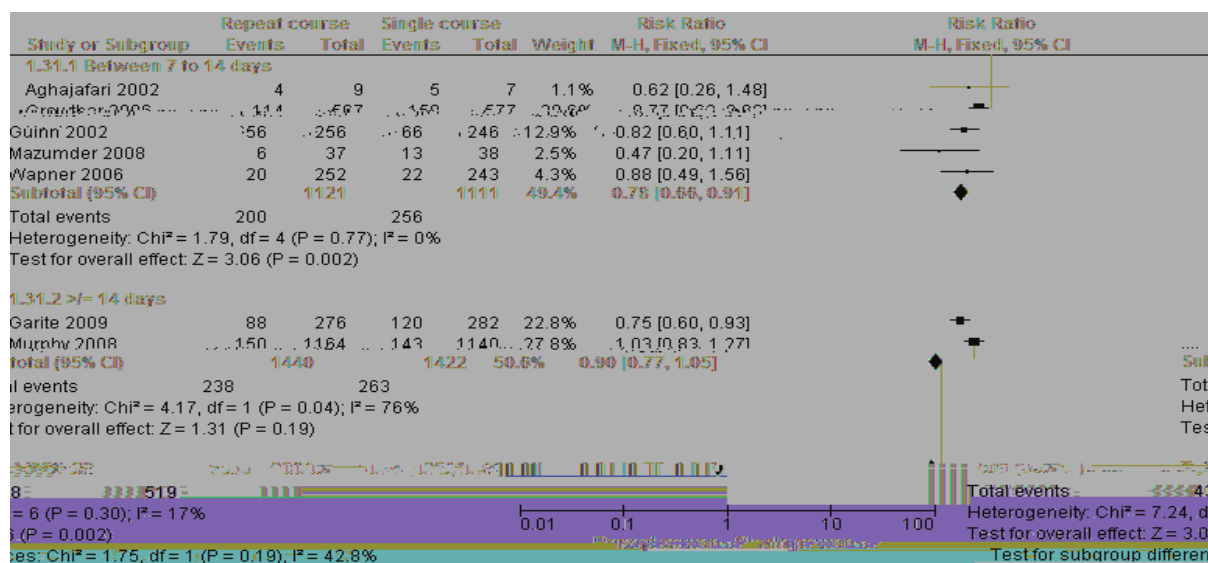 Repeat course Single course Risk Ratio Risk Ratio
Study or Subgroup Events Total Events Total Weight M-H, Fixed, 95% CI M-H, Fixed, 95% CI
1.31.1 Between 7 to 14 days
Aghajafari 2002 4 9 5 7 1.1% 0.62 [0.26, 1.48]
Guinn 2002 56 256 66 246 12.9% 0.82 [0.60, 1.11]
Mazumder 2008 6 37 13 38 2.5% 0.47 [0.20, 1.11]
Wapner 2006 20 252 22 243 4.3% 0.88 [0.49, 1.56]
Subtotal (95% CI) 1121 1111 49.4% 0.78 [0.66, 0.91]
Total events 200 256
Heterogeneity: Chi² = 1.79, df = 4 (P = 0.77); I² = 0%
Test for overall effect: Z = 3.06 (P = 0.002)
1.31.2 >/= 14 days
Garite 2009 88 276 120 282 22.8% 0.75 [0.60, 0.93]
Murphy 2008 150 1164 143 1140 27.8% 1.03 [0.83, 1.27]
total (95% CI) 1440 1422 50.6% 0.90 [0.77, 1.05]
l events 238 263 Tot
erogeneity: Chi² = 4.17, df = 1 (P = 0.04); I² = 76% Het
t for overall effect: Z = 1.31 (P = 0.19) Tes
8 519 Total events 43
= 6 (P = 0.30); I² = 17% 0.01 0.1 1 10 100 Heterogeneity: Chi² = 7.24, d
(P = 0.002) Test for overall effect: Z = 3.0
ces: Chi² = 1.75, df = 1 (P = 0.19), I² = 42.8% Test for subgroup differen